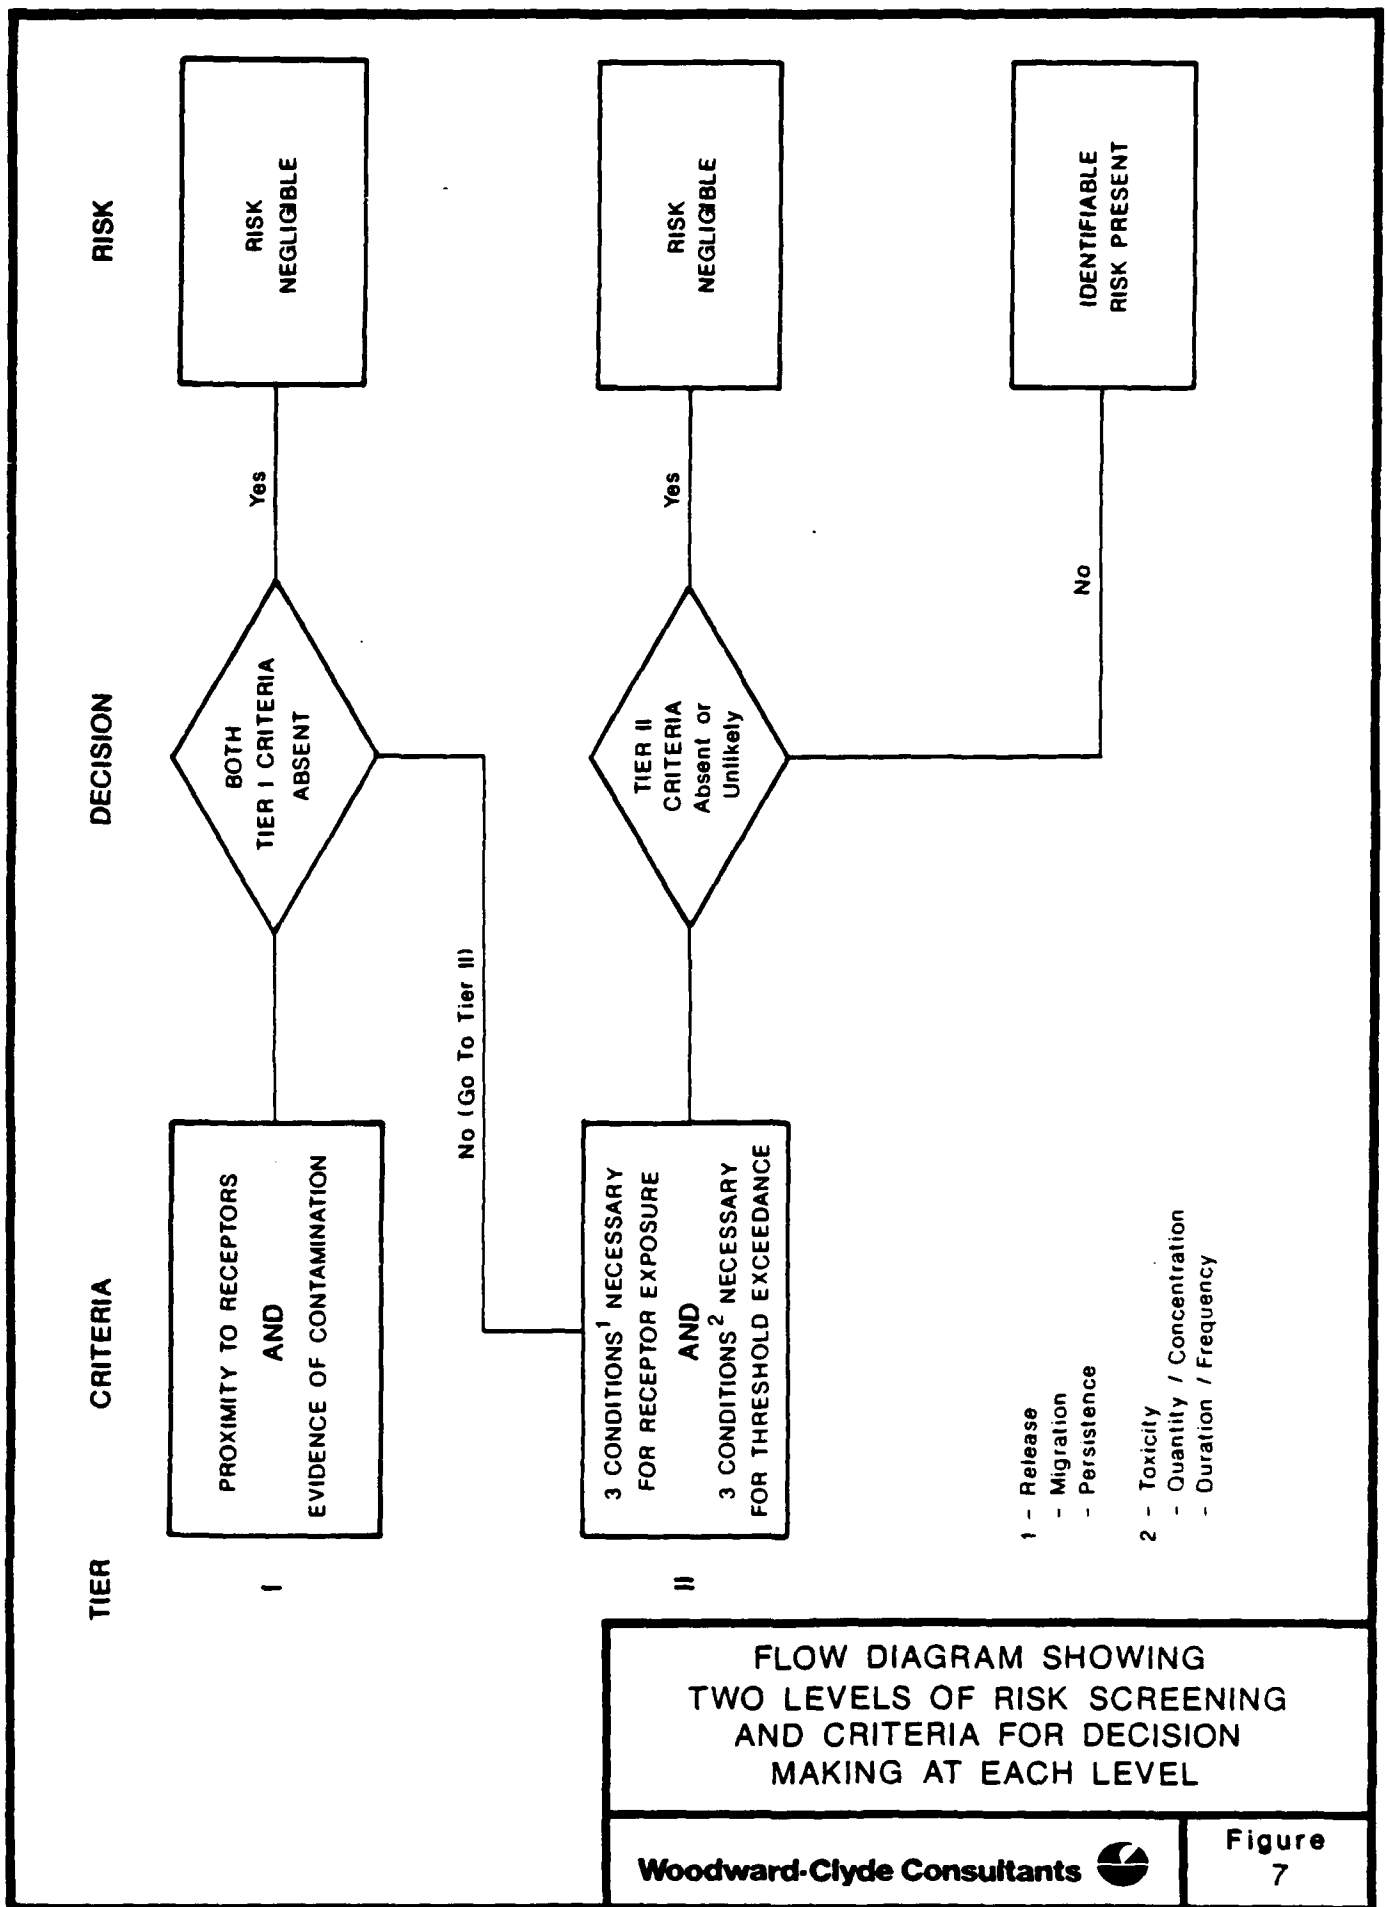 TIER
CRITERIA
DECISION
RISK
I
PROXIMITY TO RECEPTORS
AND
EVIDENCE OF CONTAMINATION
BOTH
TIER I CRITERIA
ABSENT
Yes
RISK
NEGLIGIBLE
No (Go To Tier II)
II
3 CONDITIONS¹ NECESSARY
FOR RECEPTOR EXPOSURE
AND
3 CONDITIONS² NECESSARY
FOR THRESHOLD EXCEEDANCE
TIER II
CRITERIA
Absent or
Unlikely
Yes
RISK
NEGLIGIBLE
No
IDENTIFIABLE
RISK PRESENT
1 - Release
- Migration
- Persistence
2 - Toxicity
- Quantity / Concentration
- Duration / Frequency
FLOW DIAGRAM SHOWING
TWO LEVELS OF RISK SCREENING
AND CRITERIA FOR DECISION
MAKING AT EACH LEVEL
Woodward-Clyde Consultants
Figure
7